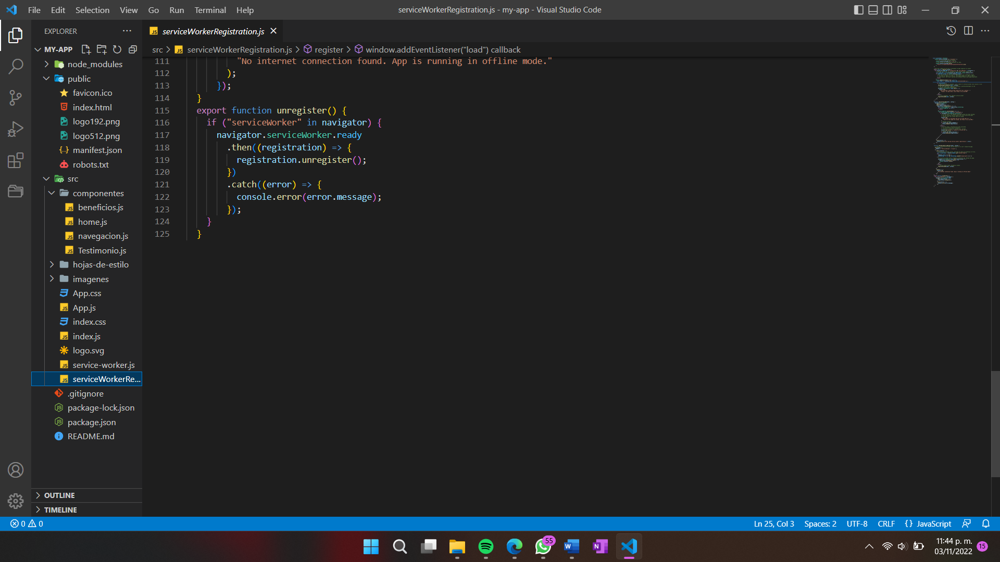 File Edit Selection View Go Run Terminal Help
serviceWorkerRegistration.js - my-app - Visual Studio Code
EXPLORER
MY-APP
node_modules
public
favicon.ico
index.html
logo192.png
logo512.png
manifest.json
robots.txt
src
componentes
beneficios.js
home.js
navegacion.js
Testimonio.js
hojas-de-estilo
imagenes
App.css
App.js
index.css
index.js
logo.svg
service-worker.js
serviceWorkerRe...
.gitignore
package-lock.json
package.json
README.md
OUTLINE
TIMELINE
serviceWorkerRegistration.js
src > serviceWorkerRegistration.js > register > window.addEventListener("load") callback
111 "No internet connection found. App is running in offline mode."
112 );
113 });
114 }
115 export function unregister() {
116 if ("serviceWorker" in navigator) {
117 navigator.serviceWorker.ready
118 .then((registration) => {
119 registration.unregister();
120 })
121 .catch((error) => {
122 console.error(error.message);
123 });
124 }
125 }
0 0
Ln 25, Col 3 Spaces: 2 UTF-8 CRLF {} JavaScript
55
11:44 p. m.
03/11/2022
15